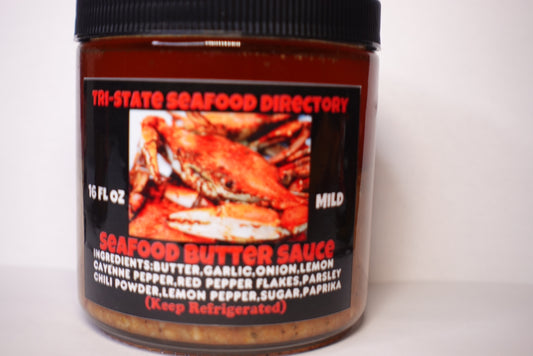 TRI-STATE SEAFOOD DIRECTORY
16 FL OZ
MILD
SEAFOOD BUTTER SAUCE
INGREDIENTS:BUTTER,GARLIC,ONION,LEMON
CAYENNE PEPPER,RED PEPPER FLAKES,PARSLEY
CHILI POWDER,LEMON PEPPER,SUGAR,PAPRIKA
(Keep Refrigerated)